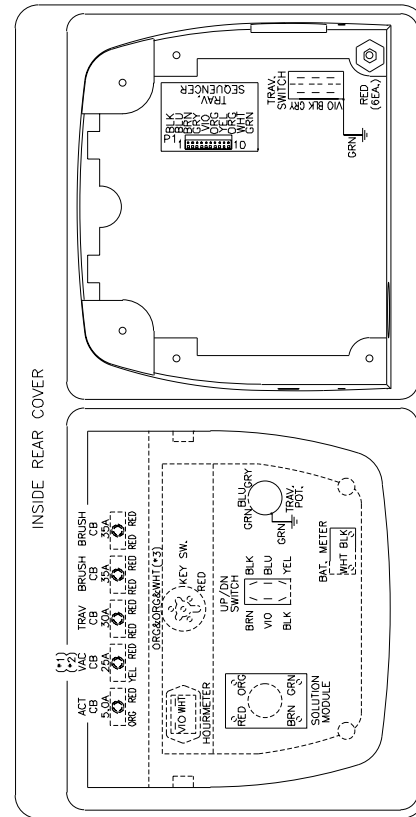 INSIDE REAR COVER
(*1)
(*2)
ACT
CB
5.0A
ORG RED
VAC
CB
25A
YEL RED
TRAV
CB
30A
RED RED
BRUSH
CB
35A
RED RED
BRUSH
CB
35A
RED RED
ORG&ORG&WHT(*3)
VIO WHT
HOURMETER
KEY SW.
RED
RED ORG
BRN GRN
SOLUTION
MODULE
UP/DN
SWITCH
BRN BLK
VIO BLU
BLK YEL
GRN BLU GRY
GRN
TRAV.
POT.
BAT. METER
WHT BLK
TRAV.
SEQUENCER
BLK
BLU
BRN
GRY
VIO
ORG
YEL
ORG
WHT
GRN
P1
1 10
TRAV.
SWITCH
VIO BLK GRY
GRN
RED
(6EA.)